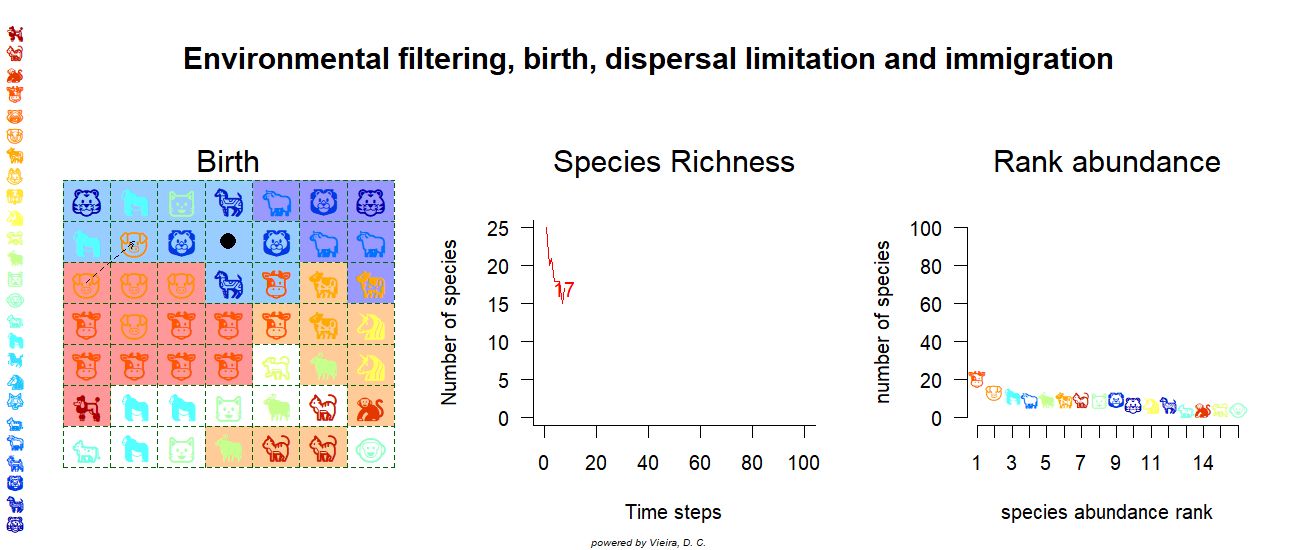 Environmental filtering, birth, dispersal limitation and immigration
Birth
Species Richness
Rank abundance
Number of species
25
20
15
10
5
0
17
0 20 40 60 80 100
Time steps
number of species
100
80
60
40
20
0
1 3 5 7 9 11 14
species abundance rank
powered by Vieira, D. C.